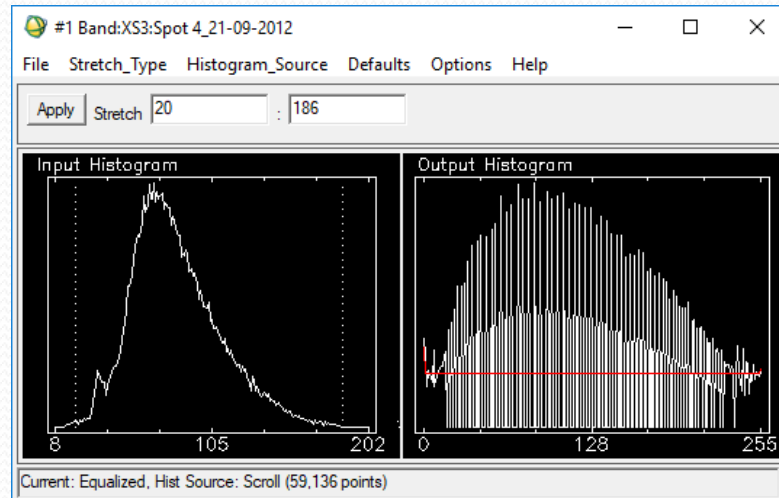 #1 Band:XS3:Spot 4_21-09-2012
File Stretch_Type Histogram_Source Defaults Options Help
Apply Stretch 20 : 186
Input Histogram
8 105 202
Output Histogram
0 128 255
Current: Equalized, Hist Source: Scroll (59,136 points)